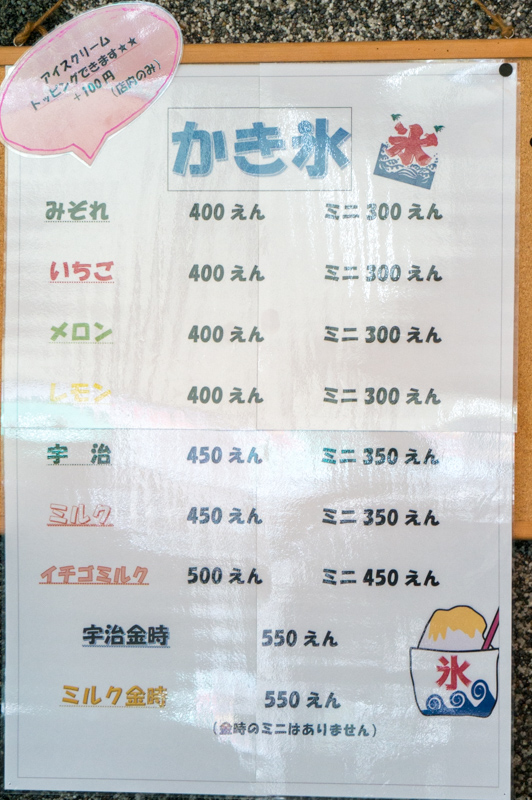 アイスクリーム
トッピングできます★★
+100円
(店内のみ)
かき氷
氷
みぞれ 400えん ミニ300えん
いちご 400えん ミニ300えん
メロン 400えん ミニ300えん
レモン 400えん ミニ300えん
宇 治 450えん ミニ350えん
ミルク 450えん ミニ350えん
イチゴミルク 500えん ミニ450えん
宇治金時 550えん
ミルク金時 550えん
氷
(金時のミニはありません)